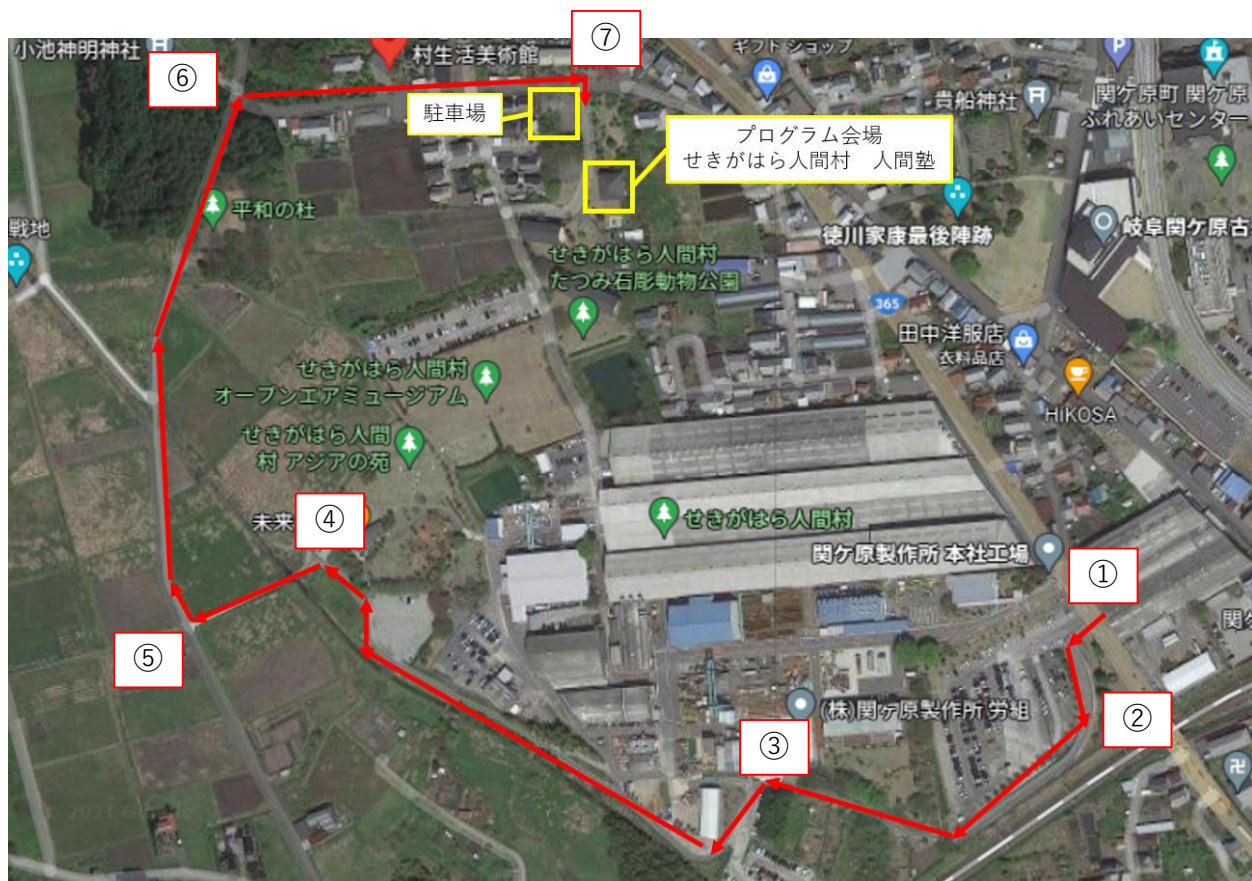 小池神明神社
村生活美術館
⑦
ギフト ショップ
⑥
駐車場
貴船神社
関ケ原町 関ケ原
ふれあいセンター
プログラム会場
せきがはら人間村　人間塾
平和の杜
戦地
徳川家康最後陣跡
岐阜関ケ原古
せきがはら人間村
たつみ石彫動物公園
365
田中洋服店
衣料品店
せきがはら人間村
オープンエアミュージアム
HIKOSA
せきがはら人間
村 アジアの苑
④
未来
せきがはら人間村
関ケ原製作所 本社工場
①
関ケ
⑤
②
(株)関ケ原製作所 労組
③